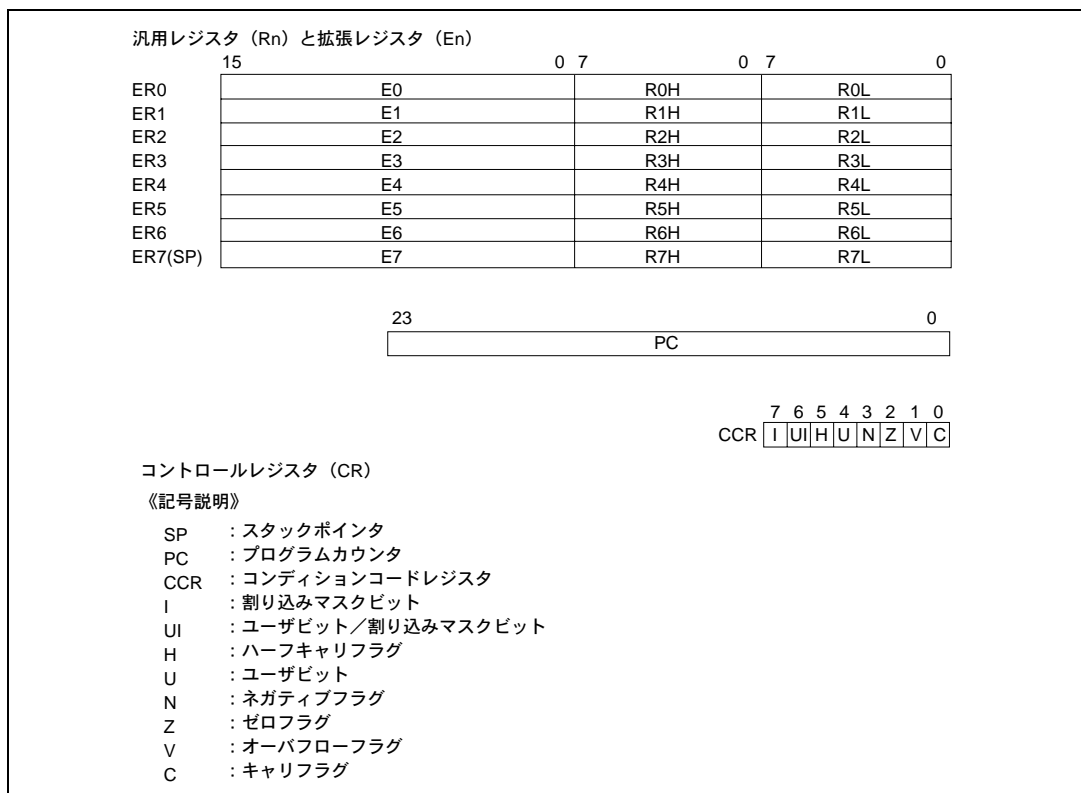 汎用レジスタ（Rn）と拡張レジスタ（En）
15 0 7 0 7 0
ER0 E0 R0H R0L
ER1 E1 R1H R1L
ER2 E2 R2H R2L
ER3 E3 R3H R3L
ER4 E4 R4H R4L
ER5 E5 R5H R5L
ER6 E6 R6H R6L
ER7(SP) E7 R7H R7L
23 0
PC
7 6 5 4 3 2 1 0
CCR I UI H U N Z V C
コントロールレジスタ（CR）
《記号説明》
SP ：スタックポインタ
PC ：プログラムカウンタ
CCR ：コンディションコードレジスタ
I ：割り込みマスクビット
UI ：ユーザビット／割り込みマスクビット
H ：ハーフキャリフラグ
U ：ユーザビット
N ：ネガティブフラグ
Z ：ゼロフラグ
V ：オーバフローフラグ
C ：キャリフラグ